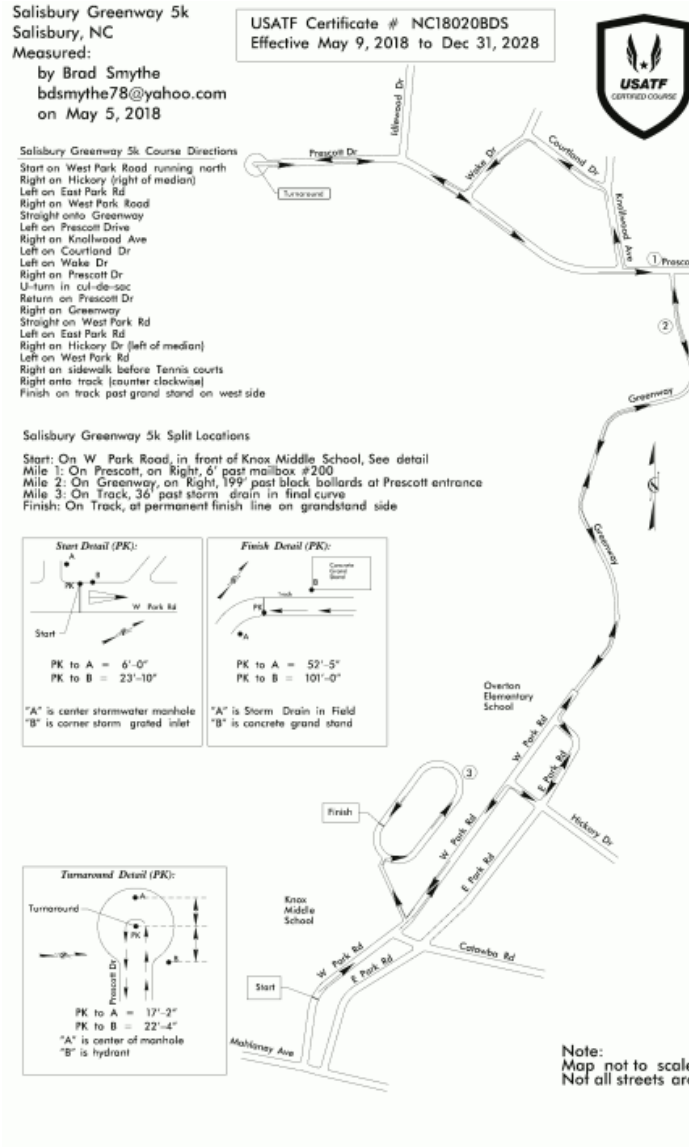 Salisbury Greenway 5k
Salisbury, NC
Measured:
by Brad Smythe
bdsmythe78@yahoo.com
on May 5, 2018
USATF Certificate # NC18020BDS
Effective May 9, 2018 to Dec 31, 2028
USATF
CERTIFIED COURSE
Salisbury Greenway 5k Course Directions
Start on West Park Road running north
Right on Hickory (right of median)
Left on East Park Rd
Right on West Park Road
Straight onto Greenway
Left on Prescott Drive
Right on Knollwood Ave
Left on Courtland Dr
Left on Wake Dr
Right on Prescott Dr
U-turn in cul-de-sac
Return on Prescott Dr
Right on Greenway
Straight on West Park Rd
Left on East Park Rd
Right on Hickory Dr (left of median)
Left on West Park Rd
Right on sidewalk before Tennis courts
Right onto track (counter clockwise)
Finish on track past grand stand on west side
Idlewood Dr
Prescott Dr
Turnaround
Wake Dr
Courtland Dr
Knollwood Ave
1
Presco
2
Greenway
Greenway
Salisbury Greenway 5k Split Locations
Start: On W Park Road, in front of Knox Middle School, See detail
Mile 1: On Prescott, on Right, 6' past mailbox #200
Mile 2: On Greenway, on Right, 199' past black bollards at Prescott entrance
Mile 3: On Track, 36' past storm drain in final curve
Finish: On Track, at permanent finish line on grandstand side
Start Detail (PK):
A
PK
B
W Park Rd
Start
PK to A = 6'-0"
PK to B = 23'-10"
"A" is center stormwater manhole
"B" is corner storm grated inlet
Finish Detail (PK):
Concrete
Grand
Stand
B
Track
PK
A
PK to A = 52'-5"
PK to B = 101'-0"
"A" is Storm Drain in Field
"B" is concrete grand stand
Overton
Elementary
School
W Park Rd
E Park Rd
3
Finish
Hickory Dr
W Park Rd
E Park Rd
Knox
Middle
School
Catawba Rd
W Park Rd
E Park Rd
Start
Mahaley Ave
Turnaround Detail (PK):
A
Turnaround
PK
B
Prescott Dr
PK to A = 17'-2"
PK to B = 22'-4"
"A" is center of manhole
"B" is hydrant
Note:
Map not to scale
Not all streets are